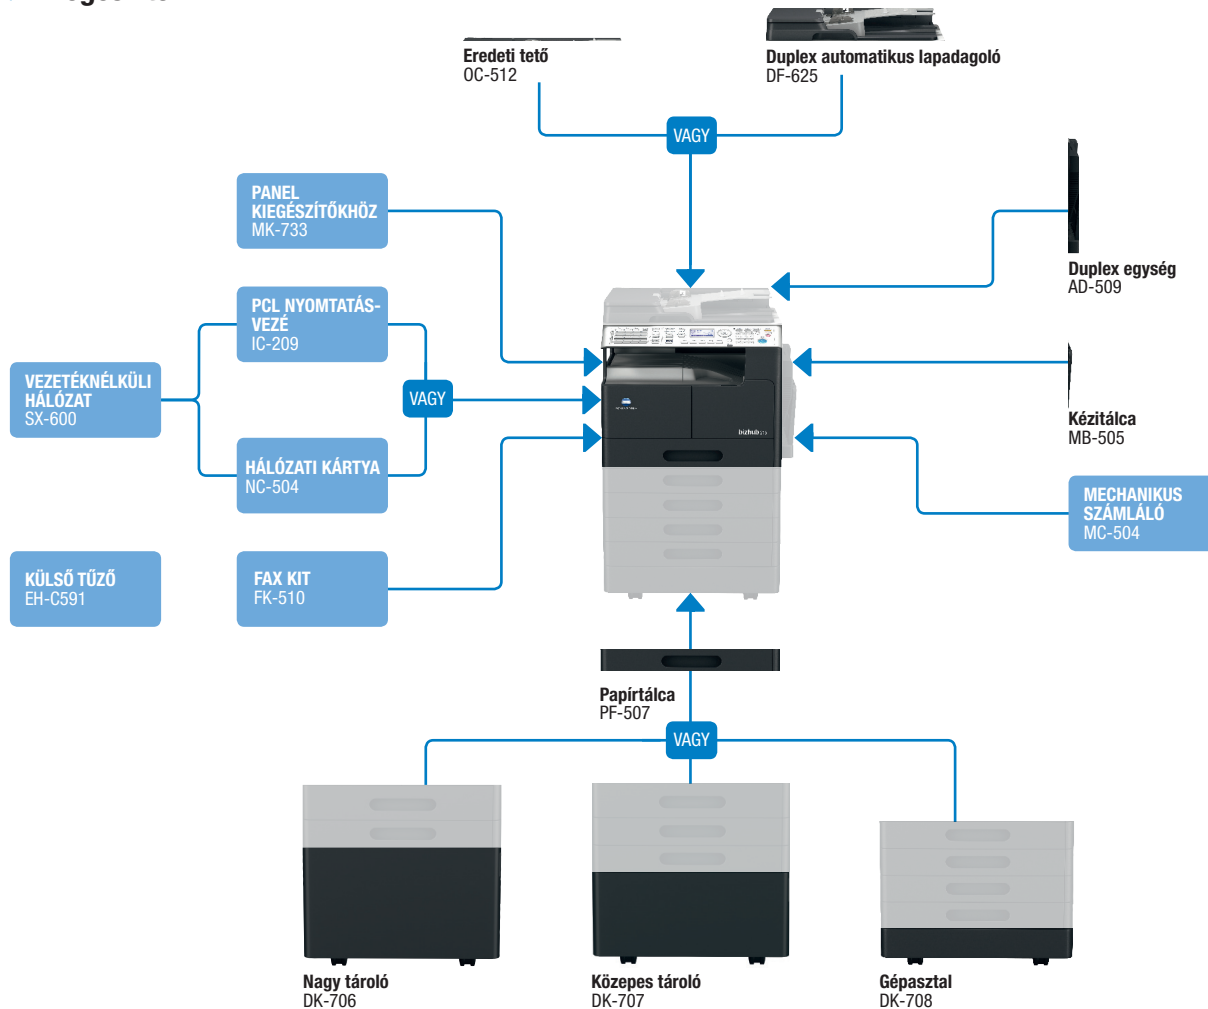 Eredeti tető
OC-512
Duplex automatikus lapadagoló
DF-625
VAGY
PANEL
KIEGÉSZÍTŐKHÖZ
MK-733
Duplex egység
AD-509
PCL NYOMTATÁS-
VEZÉ
IC-209
VEZETÉKNÉLKÜLI
HÁLÓZAT
SX-600
VAGY
Kézitálca
MB-505
bizhub
HÁLÓZATI KÁRTYA
NC-504
MECHANIKUS
SZÁMLÁLÓ
MC-504
KÜLSŐ TŰZŐ
EH-C591
FAX KIT
FK-510
Papírtálca
PF-507
VAGY
Nagy tároló
DK-706
Közepes tároló
DK-707
Gépasztal
DK-708